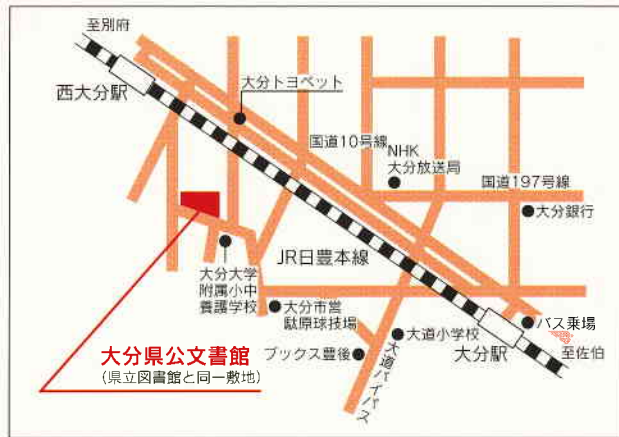 至別府
西大分駅
大分トヨペット
国道10号線
NHK
大分放送局
国道197号線
大分銀行
JR日豊本線
大分大学
附属小中
養護学校
大分市営
駄原球技場
大道小学校
バス乗場
大分県公文書館
(県立図書館と同一敷地)
ブックス豊後
大道バイパス
大分駅
至佐伯